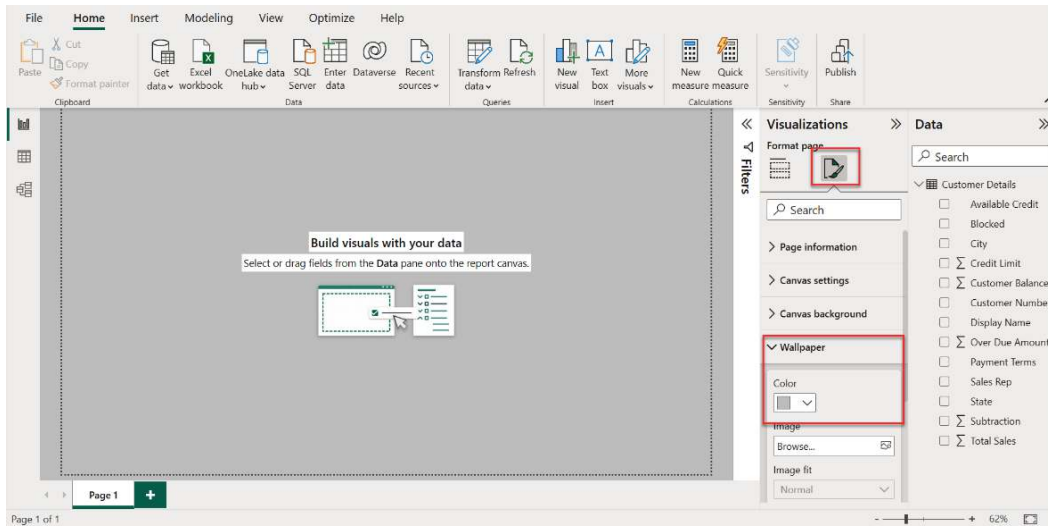 File Home Insert Modeling View Optimize Help
Paste
Cut
Copy
Format painter
Clipboard
Get data
Excel workbook
OneLake data hub
SQL Server
Enter data
Dataverse
Recent sources
Data
Transform data
Refresh
Queries
New visual
Text box
More visuals
Insert
New measure
Quick measure
Calculations
Sensitivity
Sensitivity
Publish
Share
Build visuals with your data
Select or drag fields from the Data pane onto the report canvas.
Filters
Visualizations
Format page
Search
Page information
Canvas settings
Canvas background
Wallpaper
Color
Image
Browse...
Image fit
Normal
Data
Search
Customer Details
Available Credit
Blocked
City
Credit Limit
Customer Balance
Customer Numbe
Display Name
Over Due Amount
Payment Terms
Sales Rep
State
Subtraction
Total Sales
Page 1
Page 1 of 1
62%